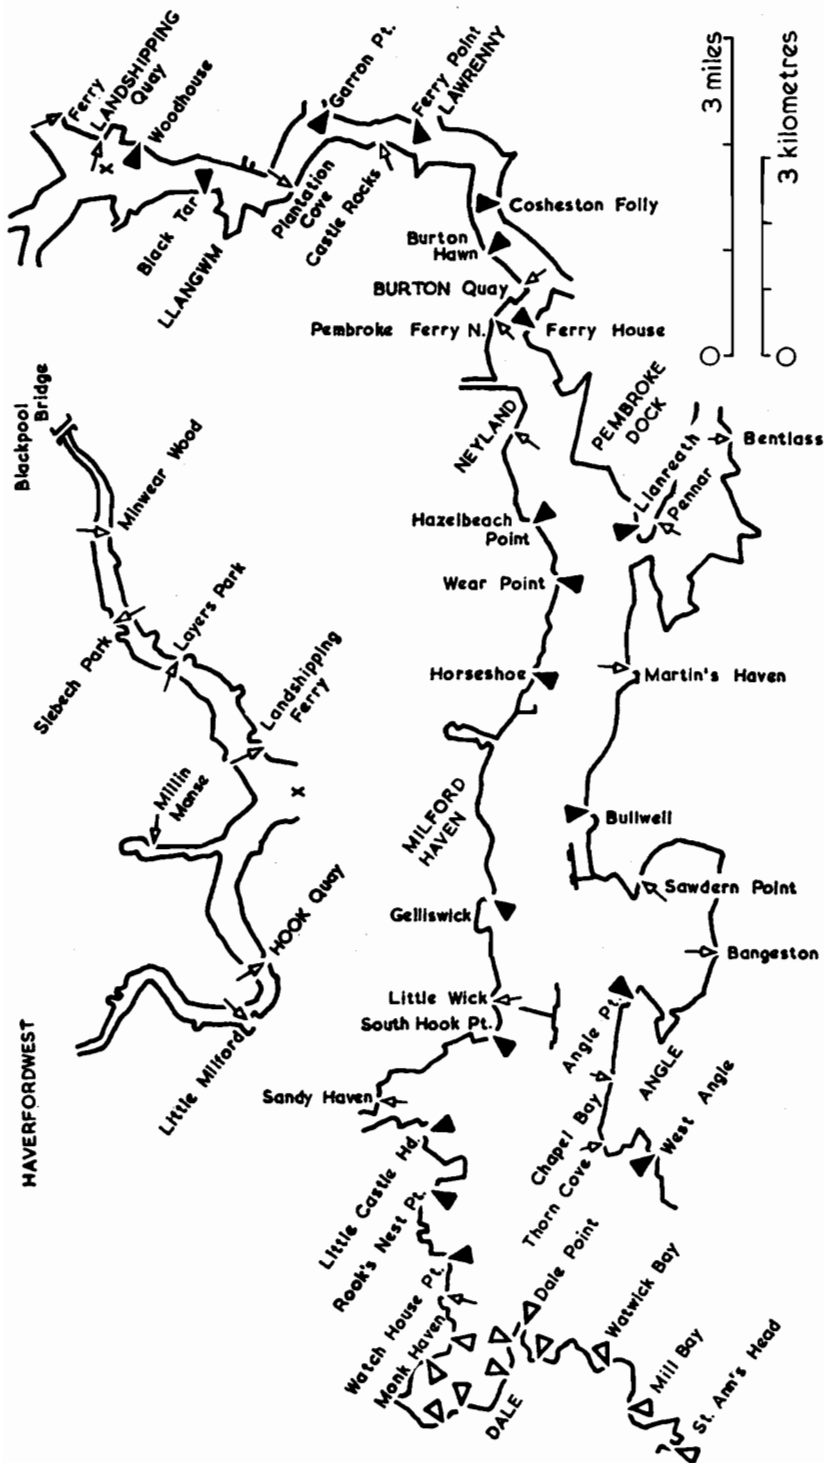 Ferry
LANDSHIPPING
Quay
Woodhouse
X
Black Tar
LLANGWM
Plantation
Cove
Castle Rocks
Garron Pt.
Ferry Point
LAWRENNY
Cosheston Folly
Burton
Hawn
BURTON Quay
Pembroke Ferry N.
Ferry House
3 miles
O
3 kilometres
O
NEYLAND
PEMBROKE
DOCK
Llanreath
Pennar
Bentlass
Hazelbeach
Point
Wear Point
Horseshoe
Martin's Haven
MILFORD
HAVEN
Bullwell
Gelliswick
Sawdern Point
Bangeston
Little Wick
South Hook Pt.
Angle Pt.
ANGLE
Sandy Haven
Chapel Bay
Thorn Cove
West Angle
Little Castle Hd.
Rook's Nest Pt.
Watch House Pt.
Monk Haven
DALE
Dale Point
Watwick Bay
Mill Bay
St. Ann's Head
Blackpool
Bridge
Minwear Wood
Slebech Park
Layers Park
Landshipping
Ferry
Millin
Manse
X
HOOK Quay
Little Milford
HAVERFORDWEST